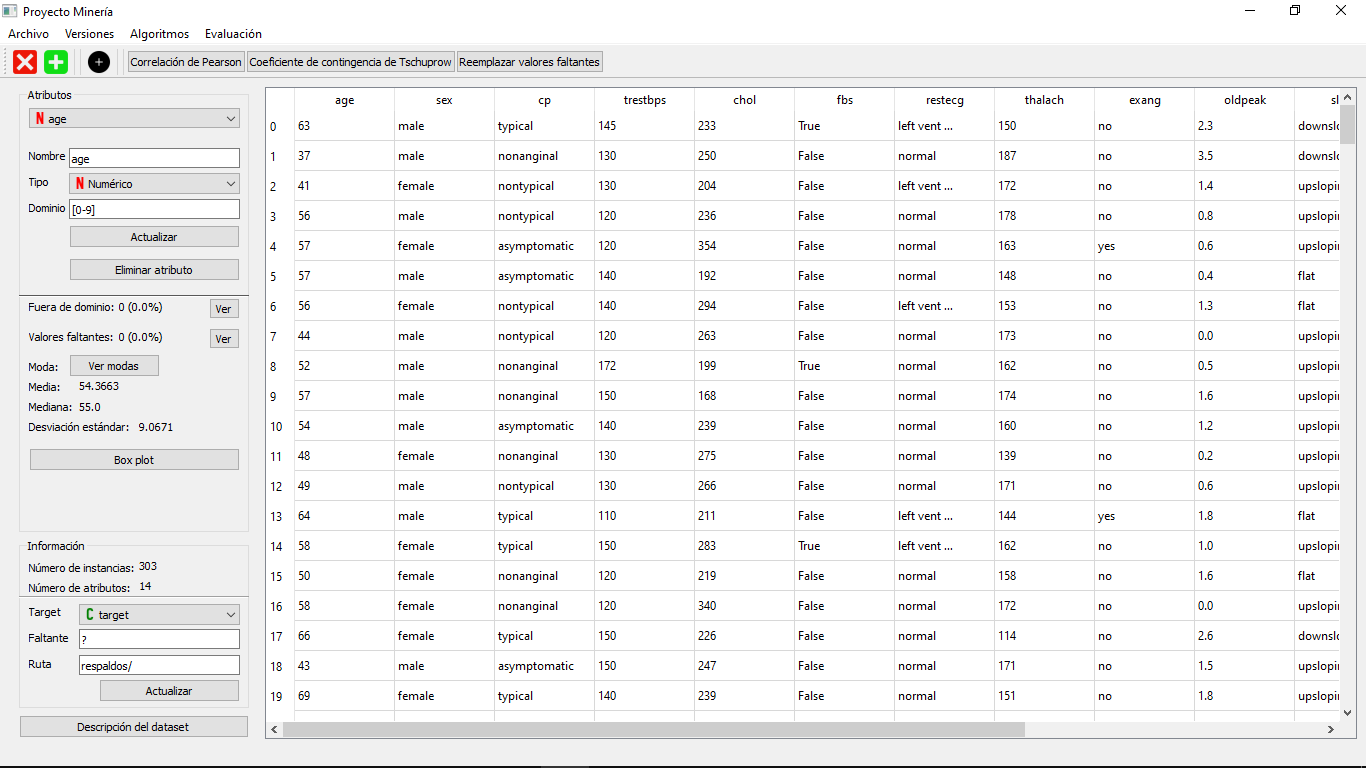 Proyecto Minería
Archivo Versiones Algoritmos Evaluación
Correlación de Pearson Coeficiente de contingencia de Tschuprow Reemplazar valores faltantes
Atributos
N age
Nombre age
Tipo N Numérico
Dominio [0-9]
Actualizar
Eliminar atributo
Fuera de dominio: 0 (0.0%) Ver
Valores faltantes: 0 (0.0%) Ver
Moda: Ver modas
Media: 54.3663
Mediana: 55.0
Desviación estándar: 9.0671
Box plot
Información
Número de instancias: 303
Número de atributos: 14
Target C target
Faltante ?
Ruta respaldos/
Actualizar
Descripción del dataset
age sex cp trestbps chol fbs restecg thalach exang oldpeak sl
0 63 male typical 145 233 True left vent ... 150 no 2.3 downslo
1 37 male nonanginal 130 250 False normal 187 no 3.5 downslo
2 41 female nontypical 130 204 False left vent ... 172 no 1.4 upslopin
3 56 male nontypical 120 236 False normal 178 no 0.8 upslopin
4 57 female asymptomatic 120 354 False normal 163 yes 0.6 upslopin
5 57 male asymptomatic 140 192 False normal 148 no 0.4 flat
6 56 female nontypical 140 294 False left vent ... 153 no 1.3 flat
7 44 male nontypical 120 263 False normal 173 no 0.0 upslopin
8 52 male nonanginal 172 199 True normal 162 no 0.5 upslopin
9 57 male nonanginal 150 168 False normal 174 no 1.6 upslopin
10 54 male asymptomatic 140 239 False normal 160 no 1.2 upslopin
11 48 female nonanginal 130 275 False normal 139 no 0.2 upslopin
12 49 male nontypical 130 266 False normal 171 no 0.6 upslopin
13 64 male typical 110 211 False left vent ... 144 yes 1.8 flat
14 58 female typical 150 283 True left vent ... 162 no 1.0 upslopin
15 50 female nonanginal 120 219 False normal 158 no 1.6 flat
16 58 female nonanginal 120 340 False normal 172 no 0.0 upslopin
17 66 female typical 150 226 False normal 114 no 2.6 downslo
18 43 male asymptomatic 150 247 False normal 171 no 1.5 upslopin
19 69 female typical 140 239 False normal 151 no 1.8 upslopin